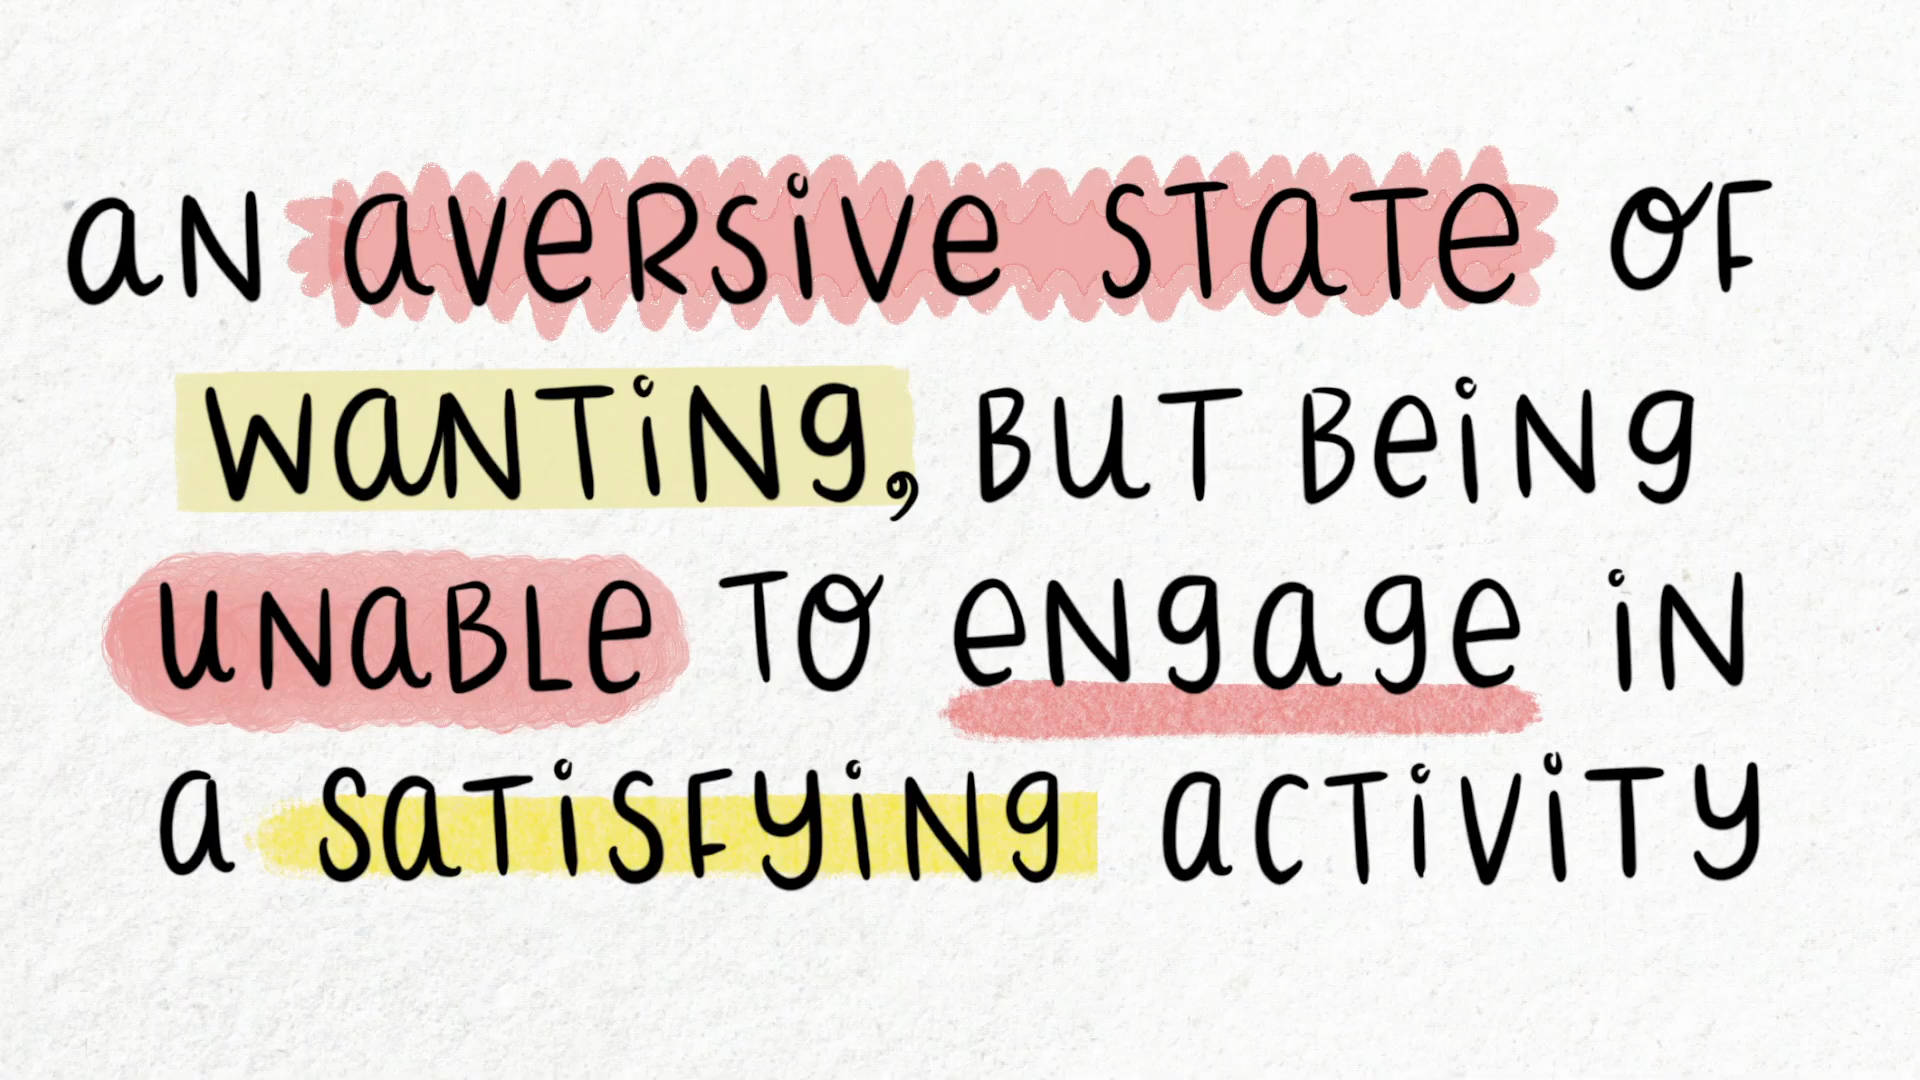 aN aveRSive STaTe OF
WaNTiNg, BUT BeiNg
UNaBLe TO eNgage iN
a SaTiSFYiNg aCTiViTY